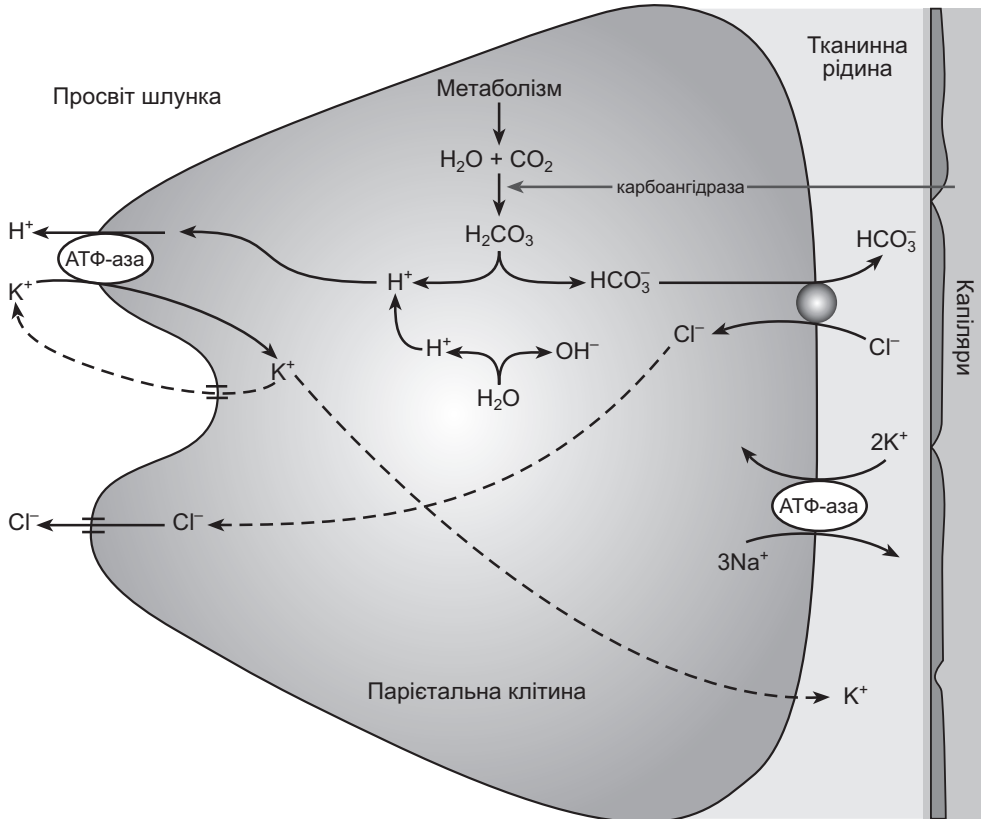 Просвіт шлунка
Метаболізм
Тканинна
рідина
H₂O + CO₂
карбоангідраза
H⁺
АТФ-аза
K⁺
H₂CO₃
H⁺
HCO₃⁻
HCO₃⁻
H⁺
OH⁻
H₂O
Cl⁻
Cl⁻
K⁺
Капіляри
2K⁺
АТФ-аза
3Na⁺
Cl⁻
Cl⁻
Парієтальна клітина
K⁺